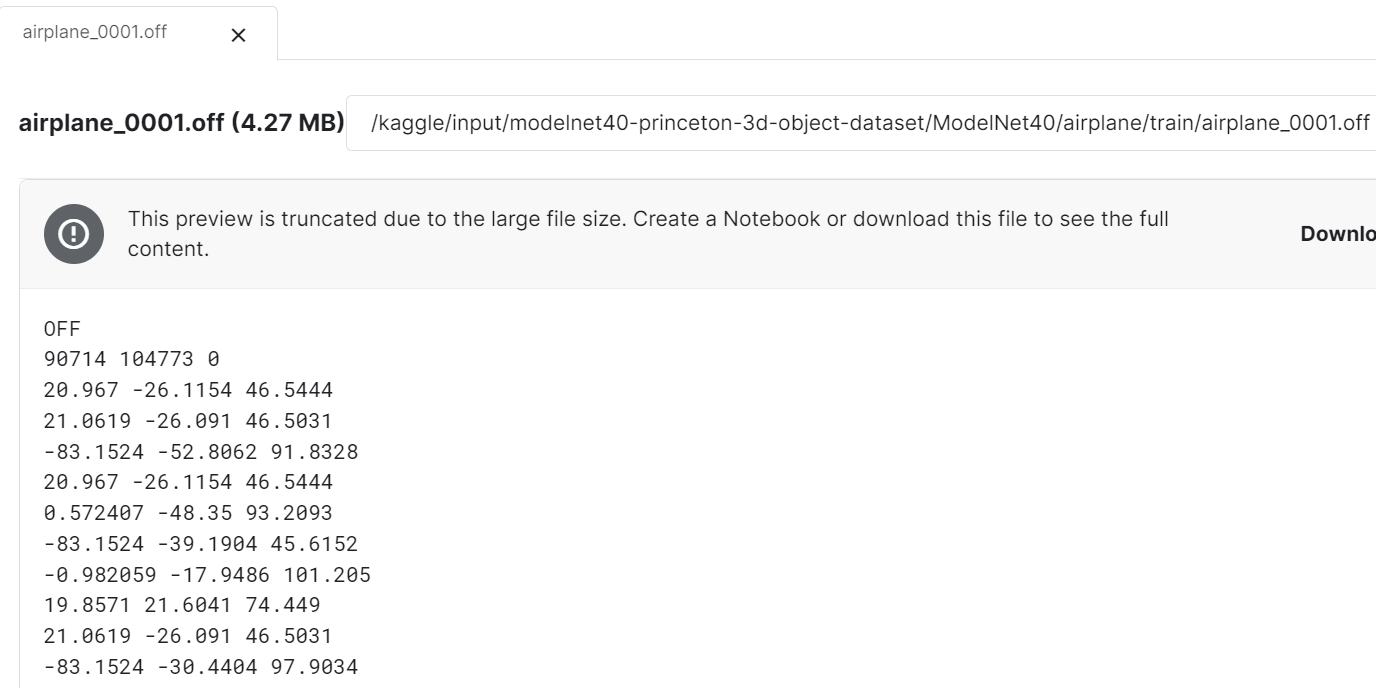 airplane_0001.off
airplane_0001.off (4.27 MB) /kaggle/input/modelnet40-princeton-3d-object-dataset/ModelNet40/airplane/train/airplane_0001.off
This preview is truncated due to the large file size. Create a Notebook or download this file to see the full
content.
Downlo
OFF
90714 104773 0
20.967 -26.1154 46.5444
21.0619 -26.091 46.5031
-83.1524 -52.8062 91.8328
20.967 -26.1154 46.5444
0.572407 -48.35 93.2093
-83.1524 -39.1904 45.6152
-0.982059 -17.9486 101.205
19.8571 21.6041 74.449
21.0619 -26.091 46.5031
-83.1524 -30.4404 97.9034